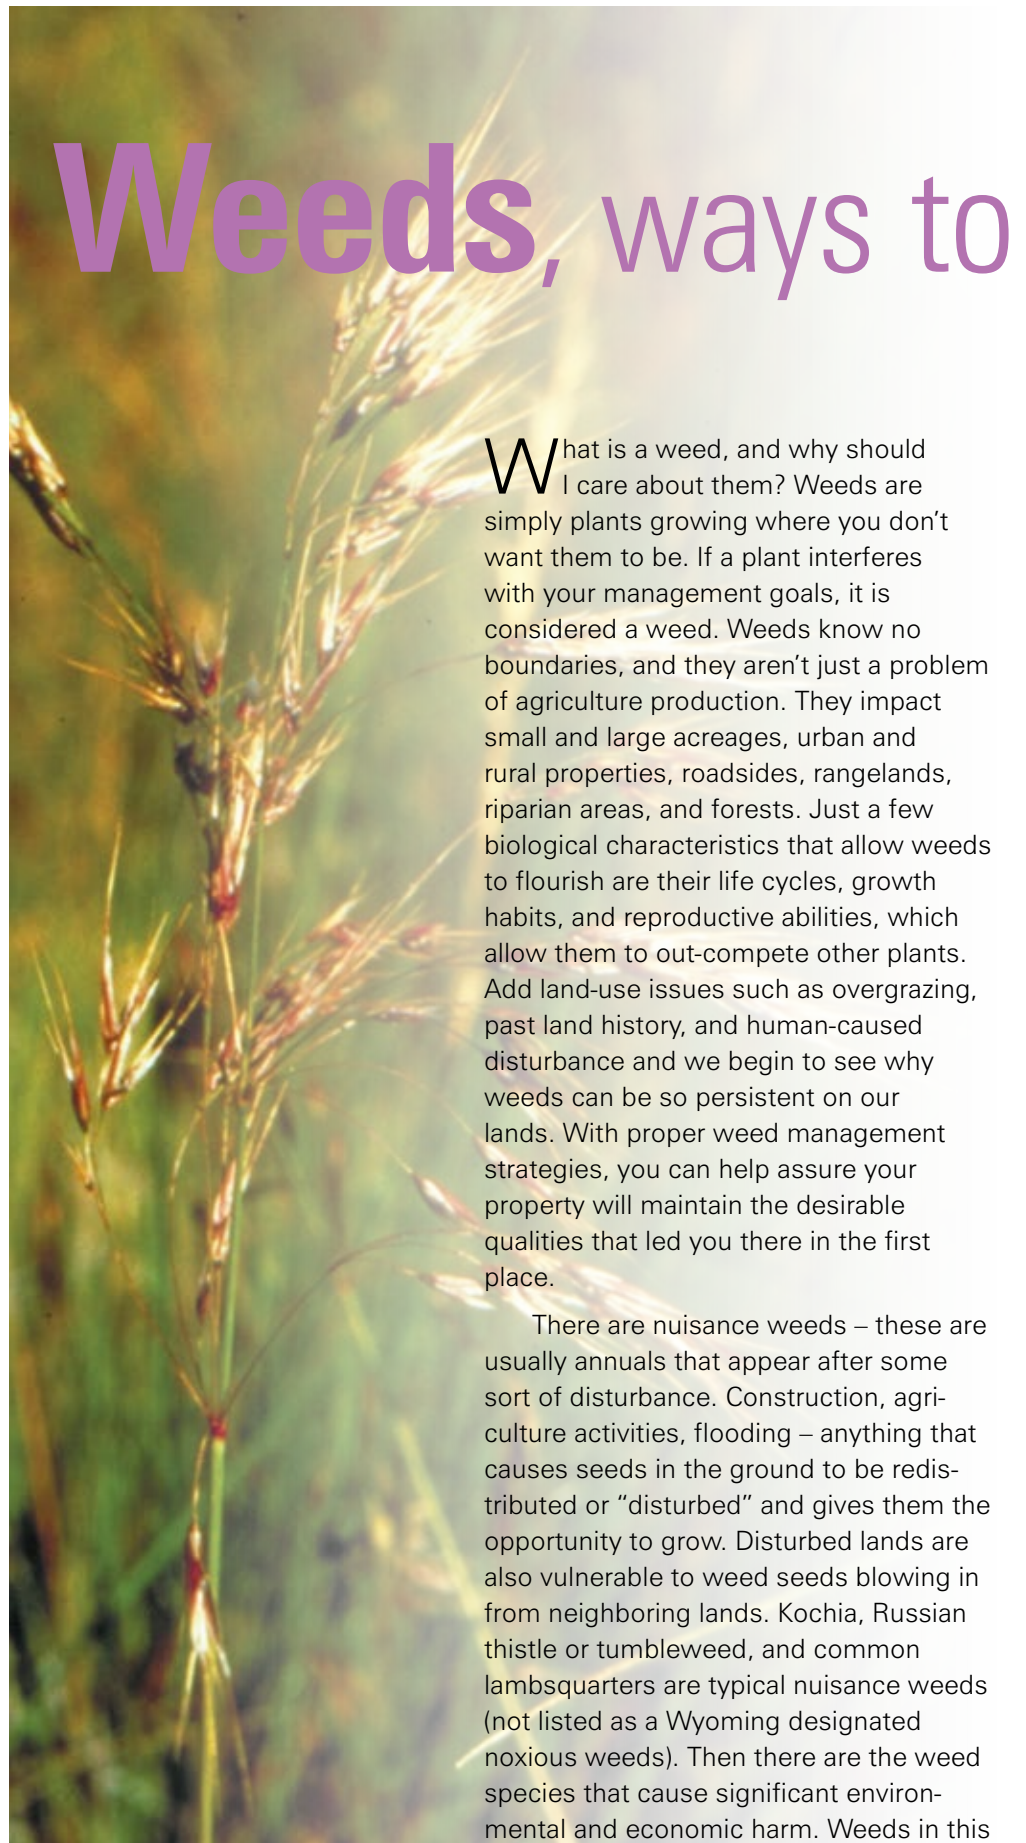 Weeds, ways to
What is a weed, and why should
I care about them? Weeds are
simply plants growing where you don’t
want them to be. If a plant interferes
with your management goals, it is
considered a weed. Weeds know no
boundaries, and they aren’t just a problem
of agriculture production. They impact
small and large acreages, urban and
rural properties, roadsides, rangelands,
riparian areas, and forests. Just a few
biological characteristics that allow weeds
to flourish are their life cycles, growth
habits, and reproductive abilities, which
allow them to out-compete other plants.
Add land-use issues such as overgrazing,
past land history, and human-caused
disturbance and we begin to see why
weeds can be so persistent on our
lands. With proper weed management
strategies, you can help assure your
property will maintain the desirable
qualities that led you there in the first
place.
There are nuisance weeds – these are
usually annuals that appear after some
sort of disturbance. Construction, agri-
culture activities, flooding – anything that
causes seeds in the ground to be redis-
tributed or “disturbed” and gives them the
opportunity to grow. Disturbed lands are
also vulnerable to weed seeds blowing in
from neighboring lands. Kochia, Russian
thistle or tumbleweed, and common
lambsquarters are typical nuisance weeds
(not listed as a Wyoming designated
noxious weeds). Then there are the weed
species that cause significant environ-
mental and economic harm. Weeds in this